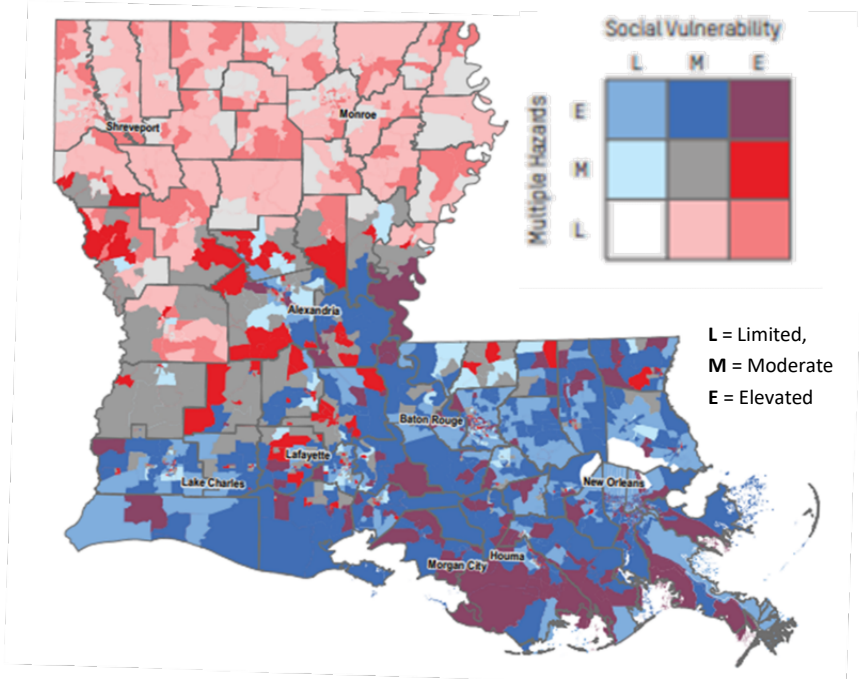 Social Vulnerability
L M E
Multiple Hazards
E
M
L
L = Limited,
M = Moderate
E = Elevated
Shreveport
Monroe
Alexandria
Baton Rouge
Lafayette
Lake Charles
New Orleans
Houma
Morgan City